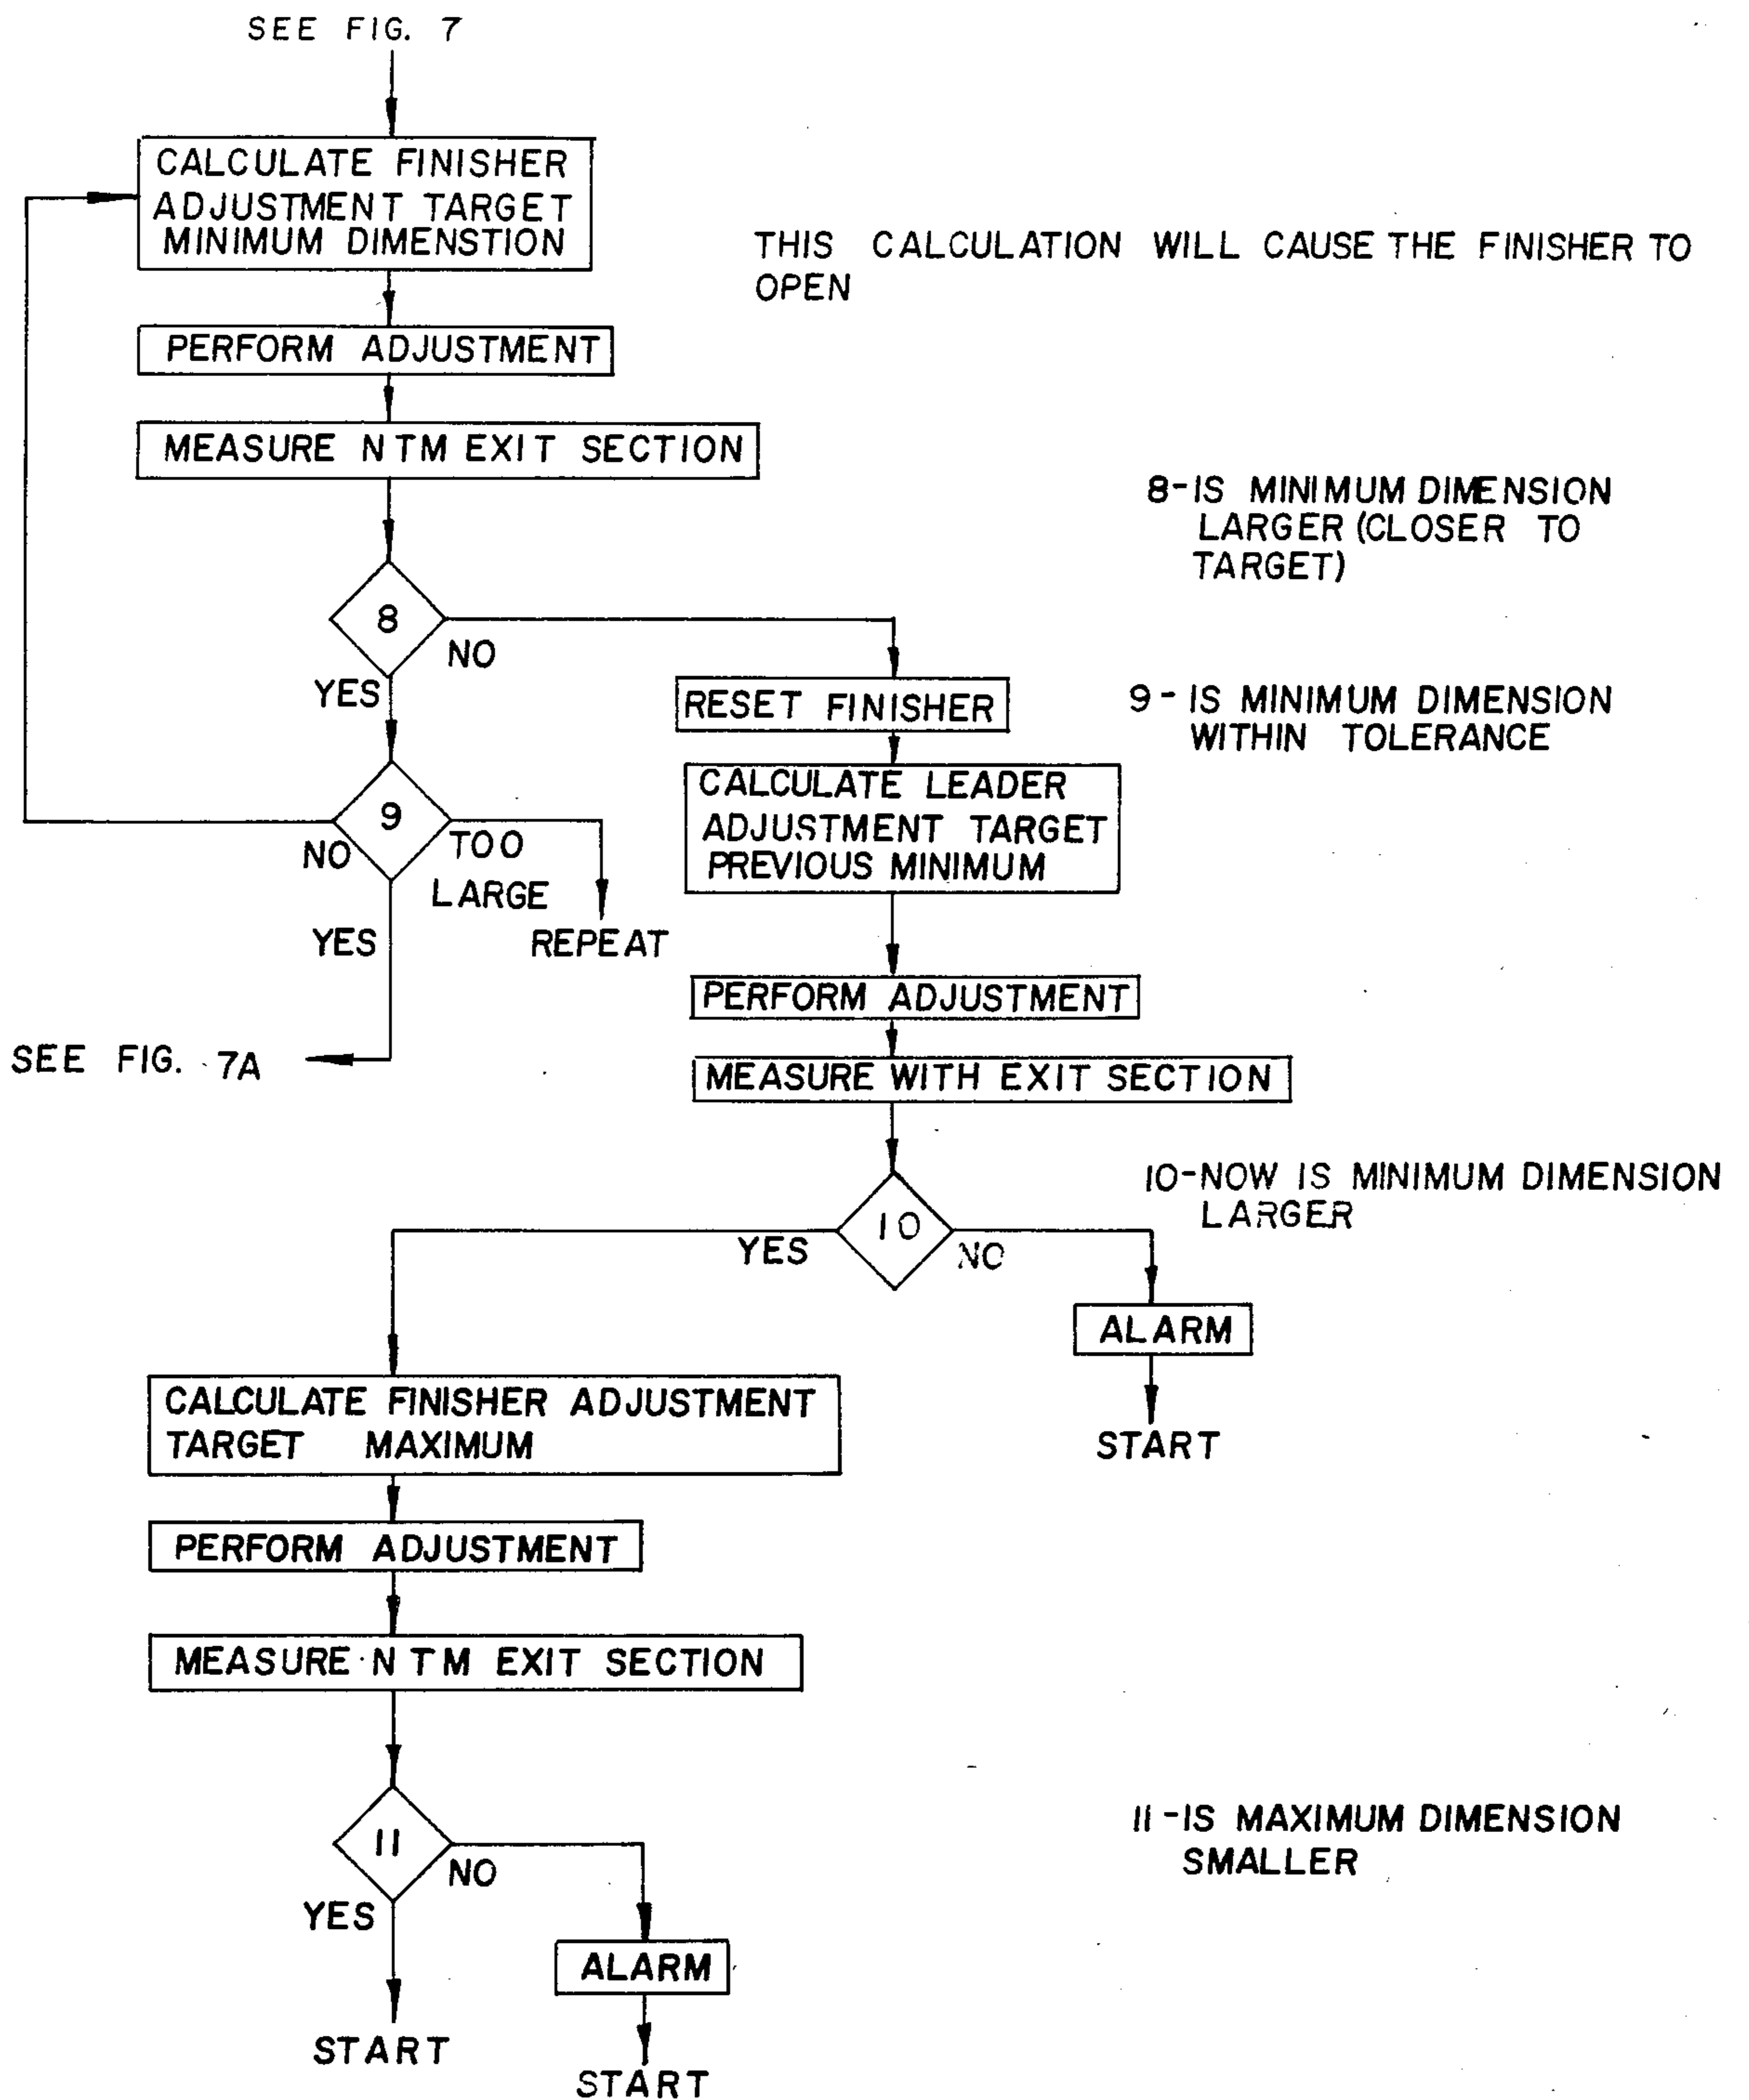 SEE FIG. 7
CALCULATE FINISHER
ADJUSTMENT TARGET
MINIMUM DIMENSTION
THIS CALCULATION WILL CAUSE THE FINISHER TO
OPEN
PERFORM ADJUSTMENT
MEASURE NTM EXIT SECTION
8-IS MINIMUM DIMENSION
LARGER (CLOSER TO
TARGET)
8
NO
YES
RESET FINISHER
9-IS MINIMUM DIMENSION
WITHIN TOLERANCE
CALCULATE LEADER
ADJUSTMENT TARGET
PREVIOUS MINIMUM
9
NO
TOO
LARGE
YES
REPEAT
PERFORM ADJUSTMENT
SEE FIG. 7A
MEASURE WITH EXIT SECTION
10-NOW IS MINIMUM DIMENSION
LARGER
10
YES
NO
ALARM
START
CALCULATE FINISHER ADJUSTMENT
TARGET MAXIMUM
PERFORM ADJUSTMENT
MEASURE NTM EXIT SECTION
11-IS MAXIMUM DIMENSION
SMALLER
11
NO
YES
ALARM
START
START